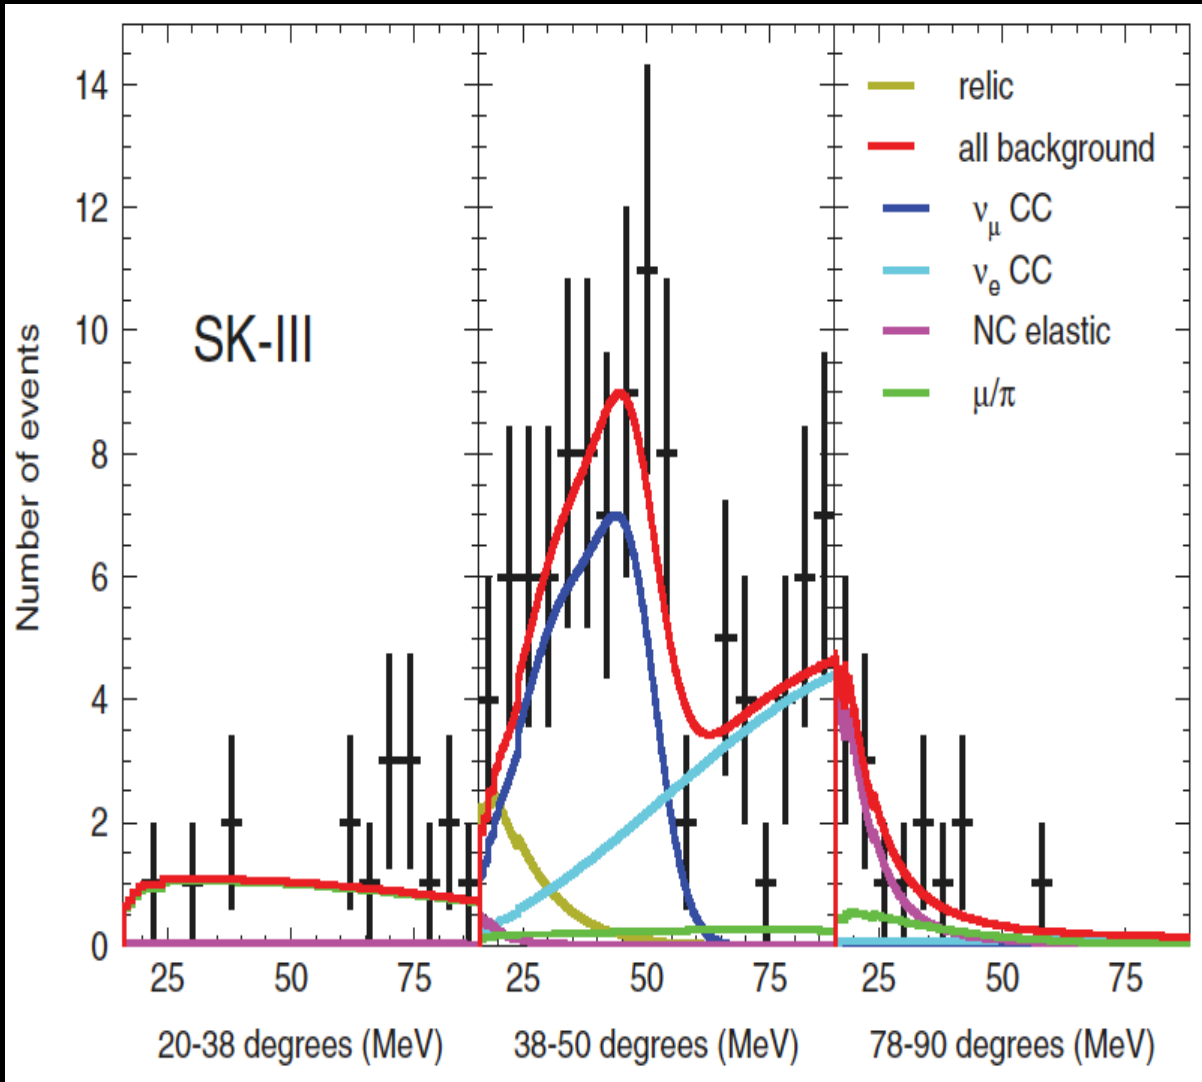 14
12
10
8
6
4
2
0
Number of events
SK-III
relic
all background
νμ CC
νe CC
NC elastic
μ/π
25 50 75 25 50 75 25 50 75
20-38 degrees (MeV) 38-50 degrees (MeV) 78-90 degrees (MeV)